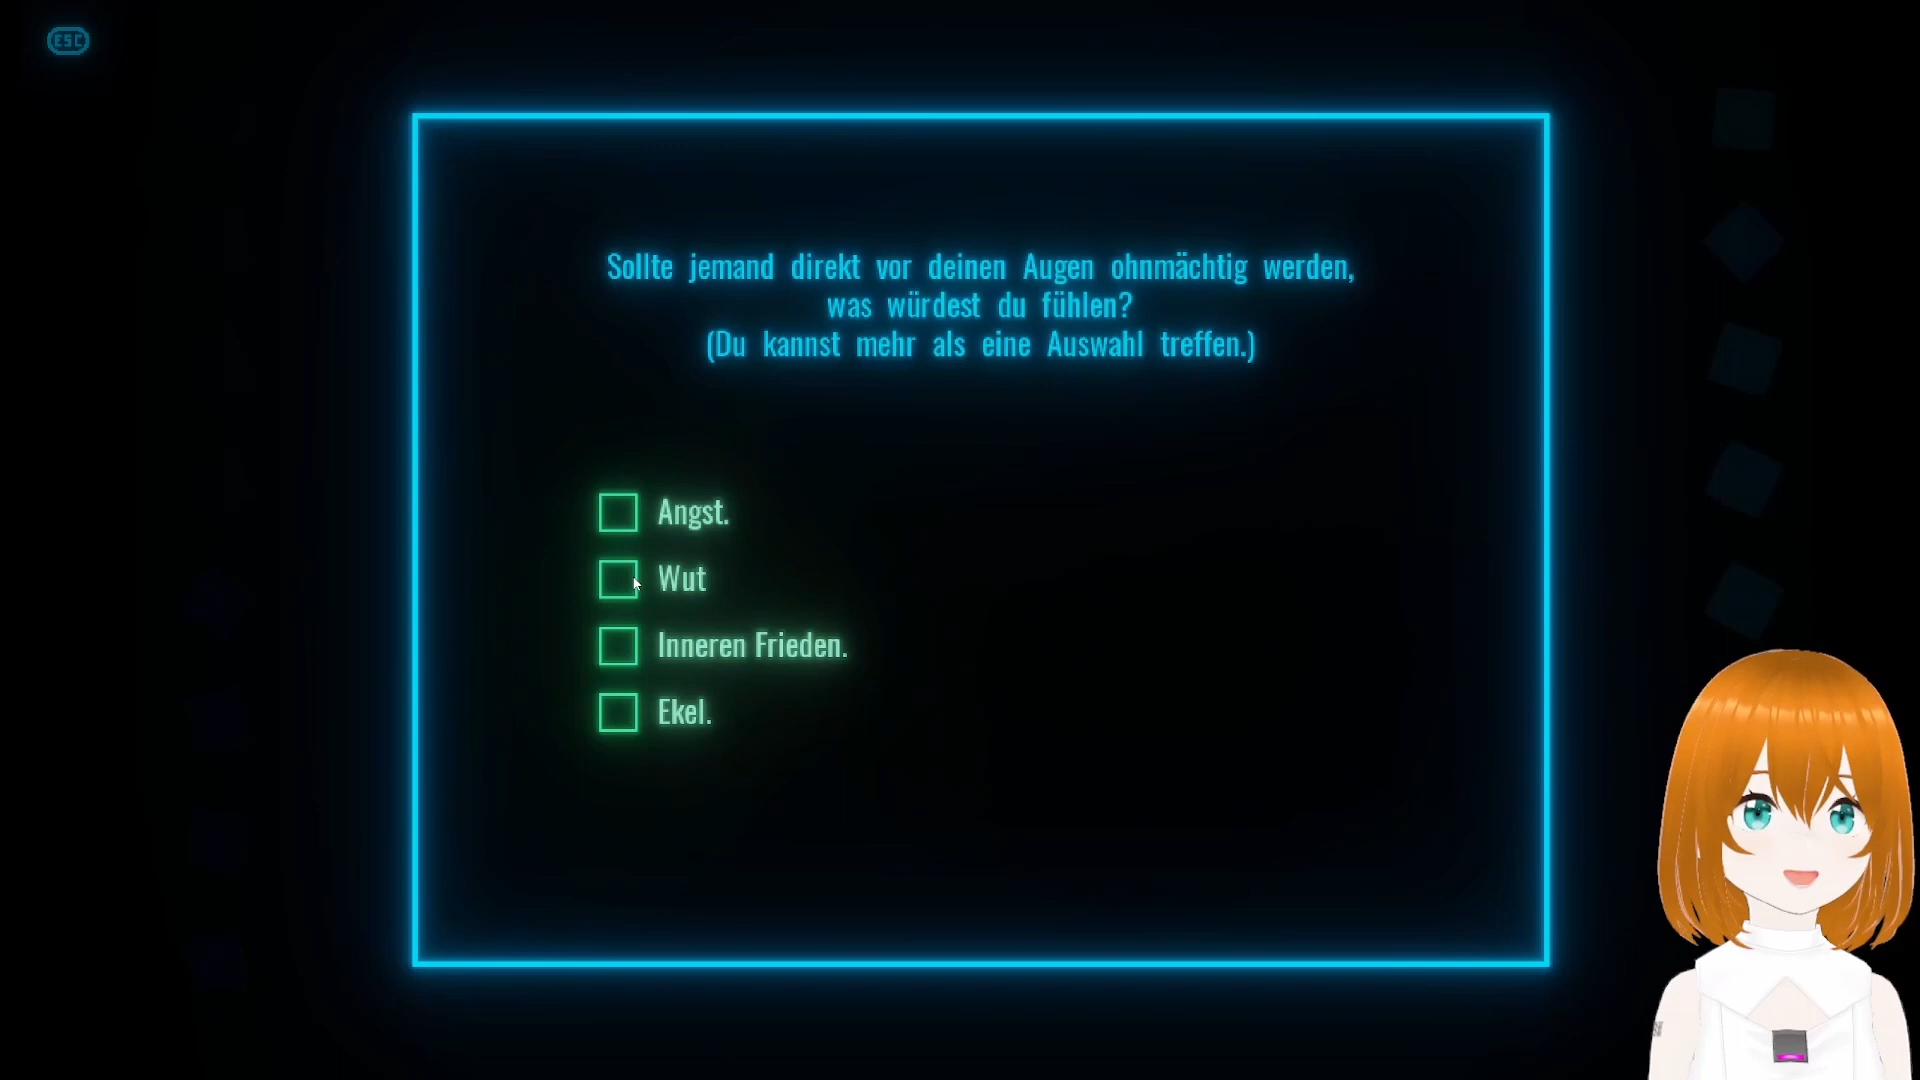 ESC
Sollte jemand direkt vor deinen Augen ohnmächtig werden,
was würdest du fühlen?
(Du kannst mehr als eine Auswahl treffen.)
Angst.
Wut
Inneren Frieden.
Ekel.